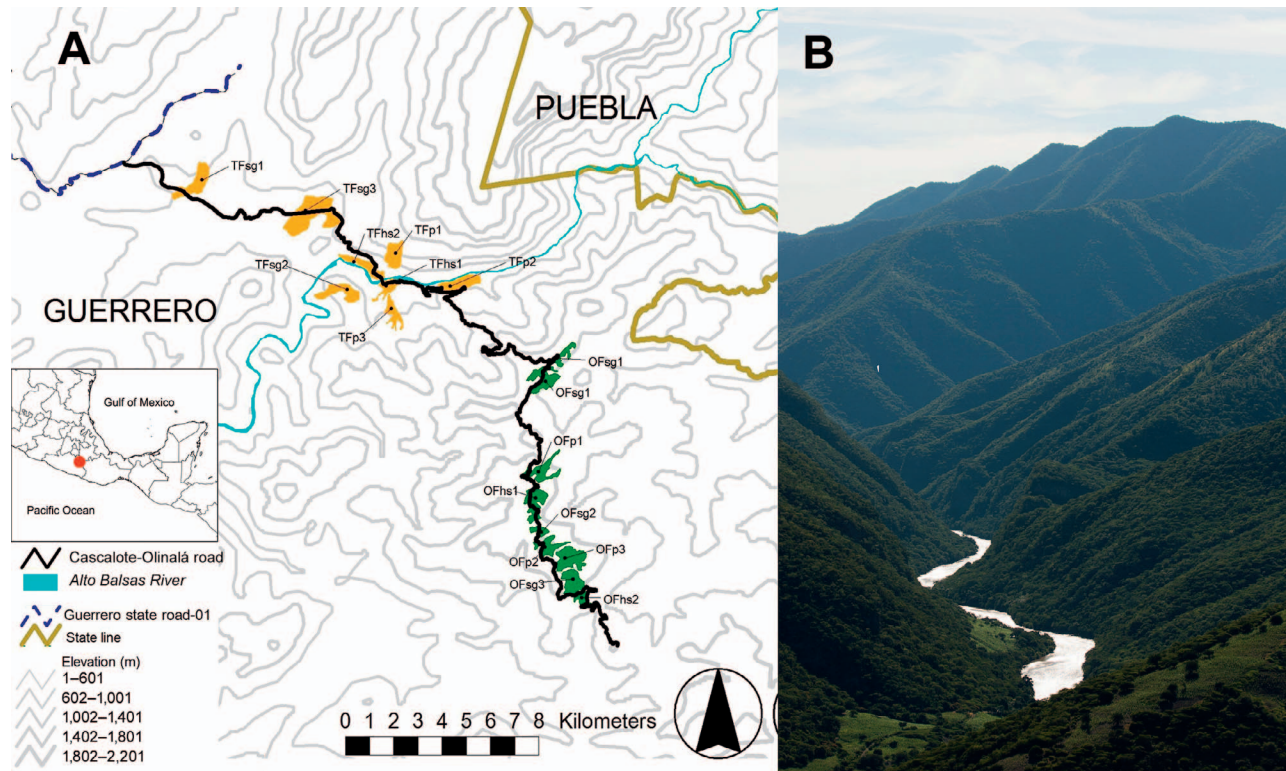 A
B
PUEBLA
TFsg1
TFsg3
TFhs2
TFp1
TFsg2
TFhs1
TFp2
GUERRERO
TFp3
OFsg1
OFsg1
Gulf of Mexico
OFp1
OFhs1
OFsg2
Pacific Ocean
OFp2
OFp3
OFsg3
OFhs2
Cascalote-Olinalá road
Alto Balsas River
Guerrero state road-01
State line
Elevation (m)
1–601
602–1,001
1,002–1,401
1,402–1,801
1,802–2,201
0 1 2 3 4 5 6 7 8 Kilometers